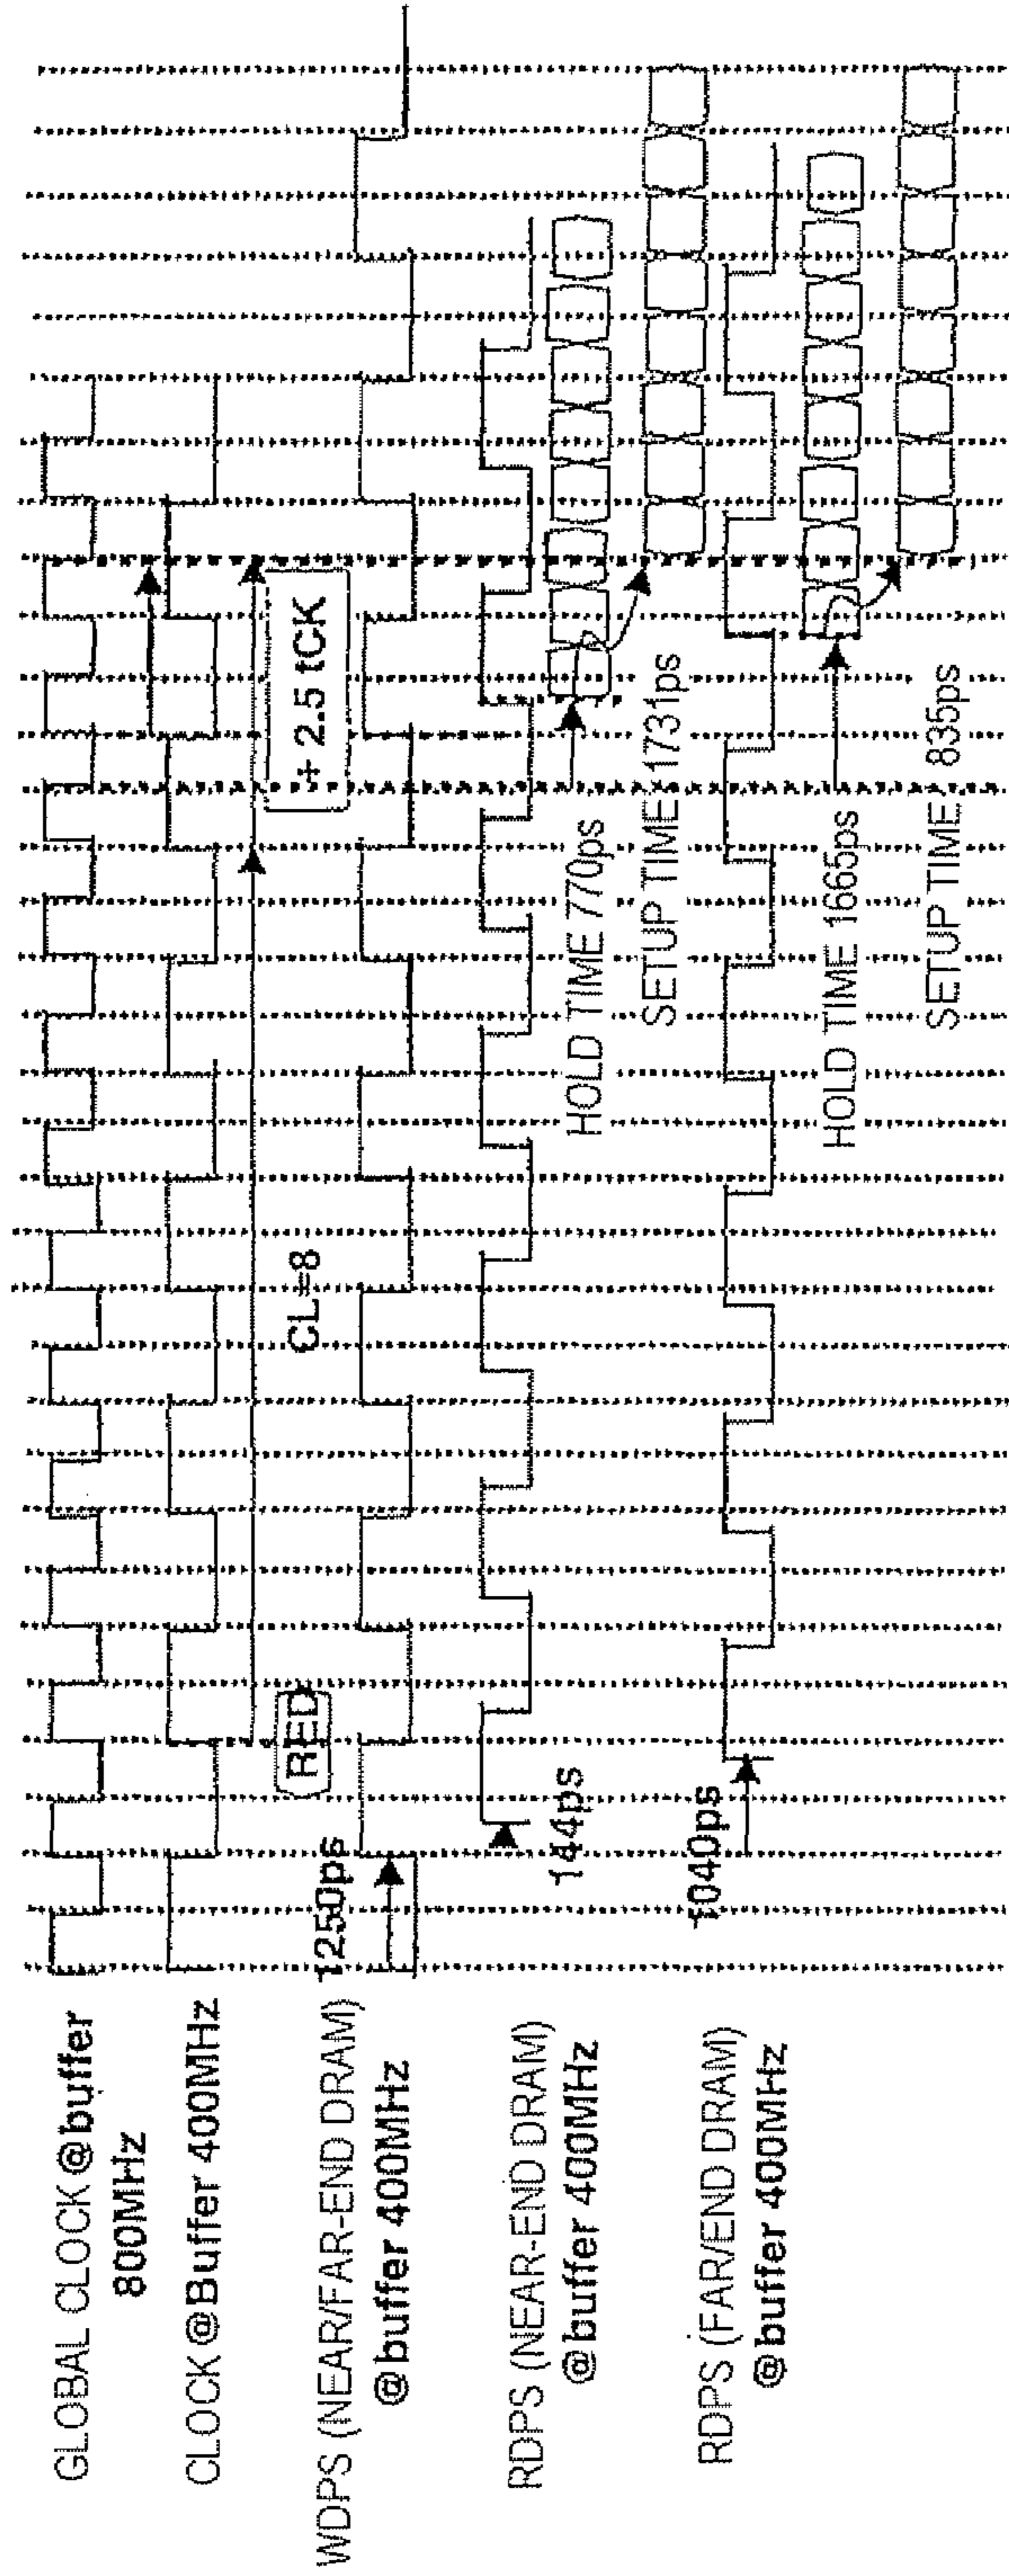 GLOBAL CLOCK@buffer
800MHz
CLOCK@Buffer 400MHz
WDPS (NEAR/FAR-END DRAM)
@buffer 400MHz
RDPS (NEAR-END DRAM)
@buffer 400MHz
RDPS (FAR/END DRAM)
@buffer 400MHz
RED
CL=8
+ 2.5 tCK
1250ps
144ps
HOLD TIME 770ps
SETUP TIME 1731ps
1040ps
HOLD TIME 1665ps
SETUP TIME 835ps